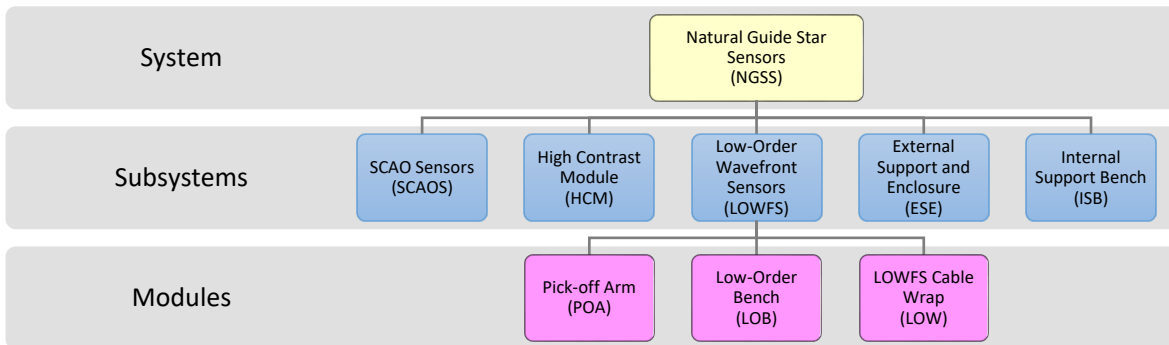 System
Natural Guide Star
Sensors
(NGSS)
Subsystems
SCAO Sensors
(SCAOS)
High Contrast
Module
(HCM)
Low-Order
Wavefront
Sensors
(LOWFS)
External
Support and
Enclosure
(ESE)
Internal
Support Bench
(ISB)
Modules
Pick-off Arm
(POA)
Low-Order
Bench
(LOB)
LOWFS Cable
Wrap
(LOW)